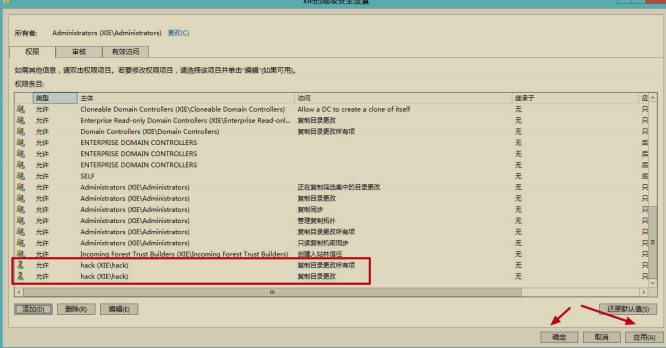 xie的高级安全设置
所有者: Administrators (XIE\Administrators) 更改(C)
权限 审核 有效访问
如需其他信息，请双击权限项目。若要修改权限项目，请选择该项目并单击"编辑"(如果可用)。
权限条目:
类型 主体 访问 继承于 应
允许 Cloneable Domain Controllers (XIE\Cloneable Domain Controllers) Allow a DC to create a clone of itself 无 只
允许 Enterprise Read-only Domain Controllers (XIE\Enterprise Read-onl... 复制目录更改 无 只
允许 Domain Controllers (XIE\Domain Controllers) 复制目录更改所有项 无 只
允许 ENTERPRISE DOMAIN CONTROLLERS 无 后
允许 ENTERPRISE DOMAIN CONTROLLERS 无 后
允许 ENTERPRISE DOMAIN CONTROLLERS 无 后
允许 SELF 无 后
允许 Administrators (XIE\Administrators) 正在复制筛选集中的目录更改 无 只
允许 Administrators (XIE\Administrators) 复制目录更改 无 只
允许 Administrators (XIE\Administrators) 复制同步 无 只
允许 Administrators (XIE\Administrators) 管理复制拓扑 无 只
允许 Administrators (XIE\Administrators) 复制目录更改所有项 无 只
允许 Administrators (XIE\Administrators) 只读复制机密同步 无 只
允许 Incoming Forest Trust Builders (XIE\Incoming Forest Trust Builders) 创建入站林信任 无 只
允许 hack (XIE\hack) 复制目录更改所有项 无 只
允许 hack (XIE\hack) 复制目录更改 无 只
添加(D) 删除(R) 编辑(E) 还原默认值(S)
确定 取消 应用(A)